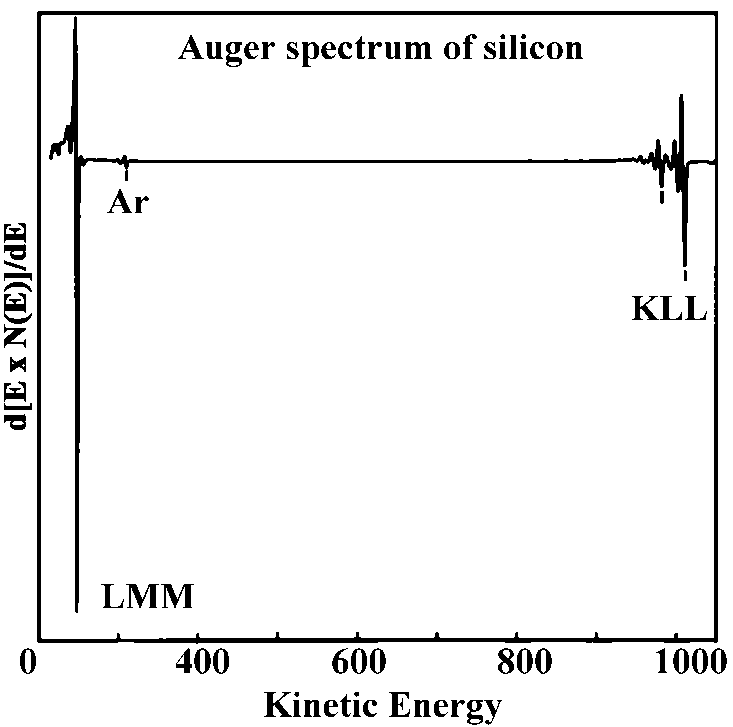 Auger spectrum of silicon
Ar
KLL
d[E x N(E)]/dE
LMM
0 400 600 800 1000
Kinetic Energy